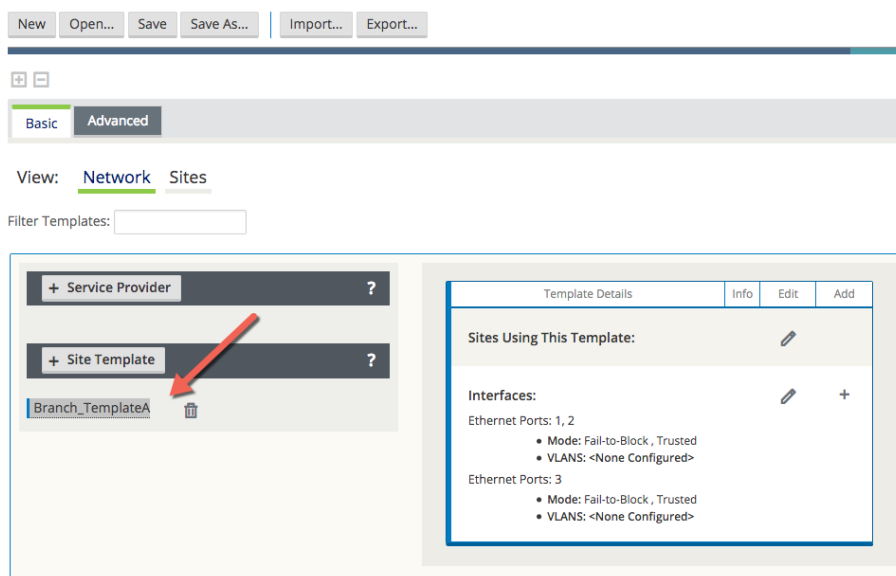 New Open... Save Save As... Import... Export...
Basic Advanced
View: Network Sites
Filter Templates:
+ Service Provider ?
+ Site Template ?
Branch_TemplateA
Template Details Info Edit Add
Sites Using This Template:
Interfaces: +
Ethernet Ports: 1, 2
• Mode: Fail-to-Block , Trusted
• VLANS: <None Configured>
Ethernet Ports: 3
• Mode: Fail-to-Block , Trusted
• VLANS: <None Configured>